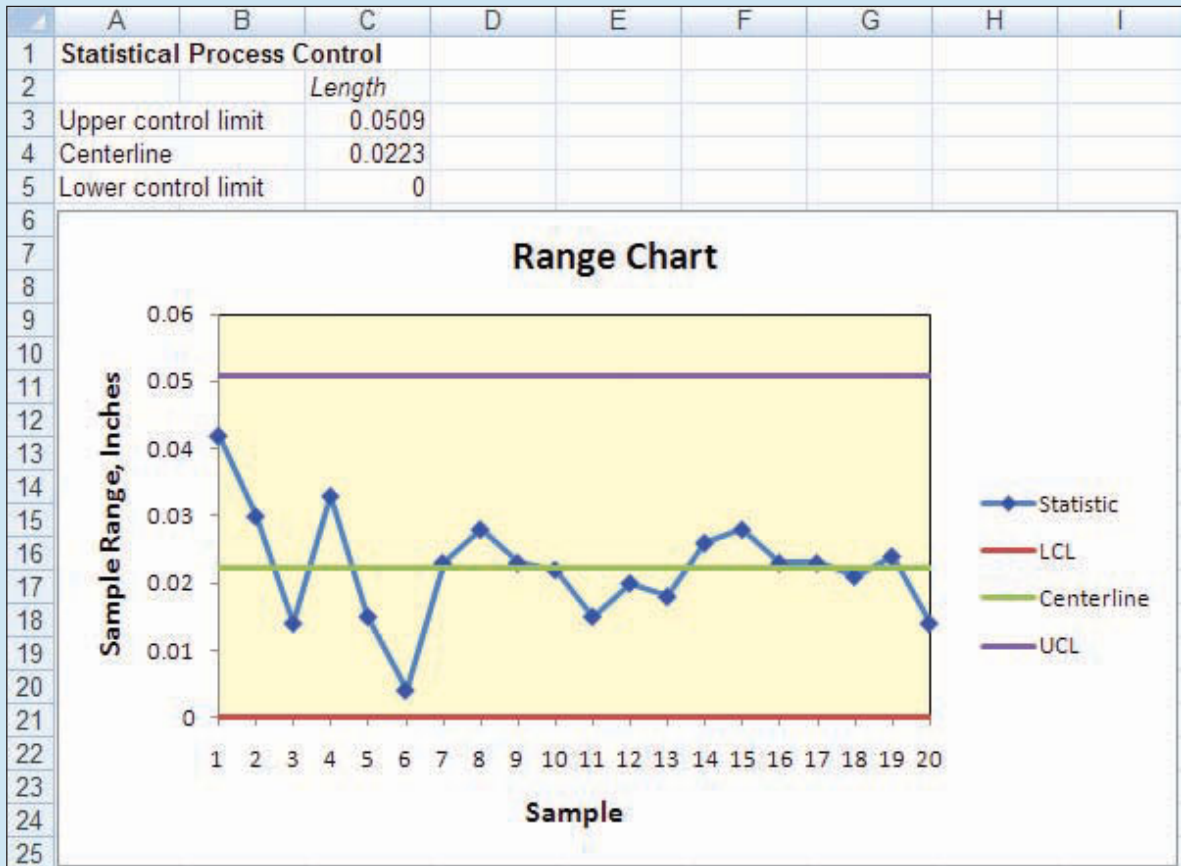 A B C D E F G H I
1 Statistical Process Control
2 Length
3 Upper control limit 0.0509
4 Centerline 0.0223
5 Lower control limit 0
6
7
8
9
10
11
12
13
14
15
16
17
18
19
20
21
22
23
24
25
Range Chart
Sample Range, Inches
0.06
0.05
0.04
0.03
0.02
0.01
0
1 2 3 4 5 6 7 8 9 10 11 12 13 14 15 16 17 18 19 20
Sample
Statistic
LCL
Centerline
UCL